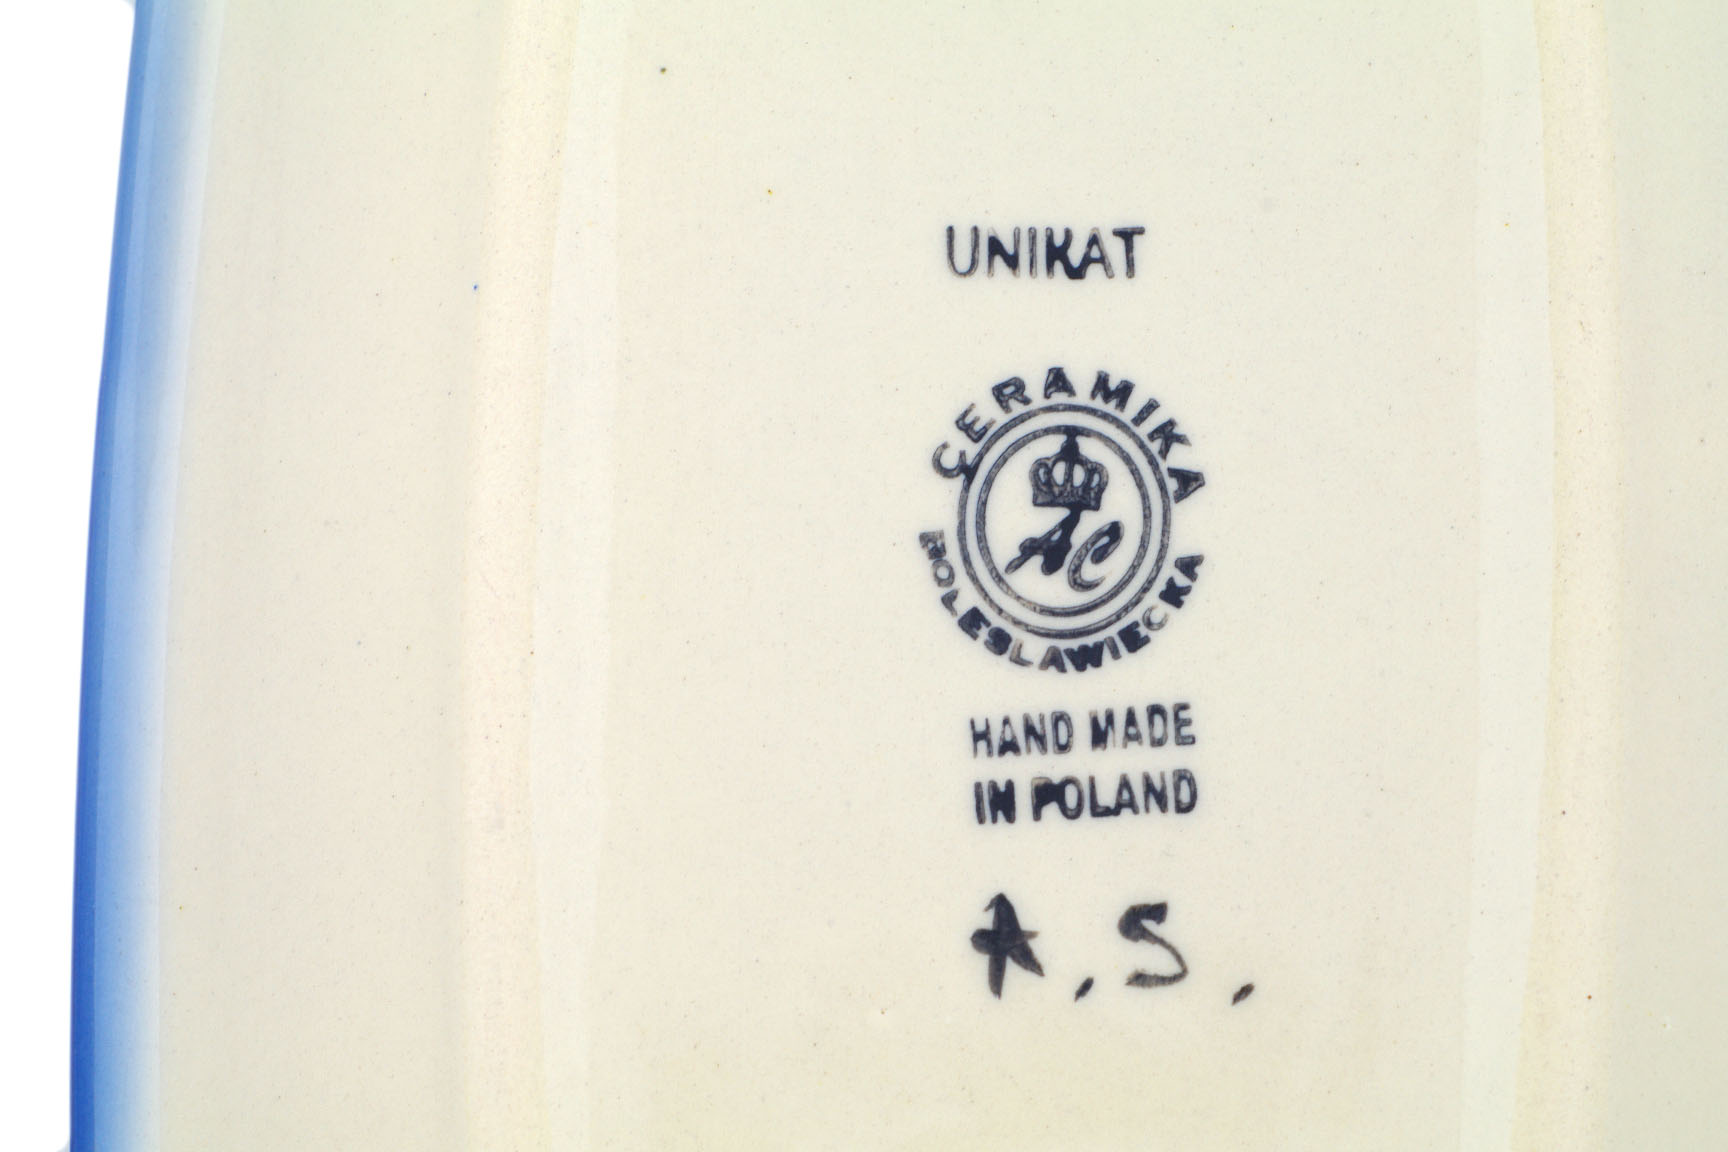 UNIKAT
CERAMIKA
AC
BOLESLAWIECKA
HAND MADE
IN POLAND
A.S.